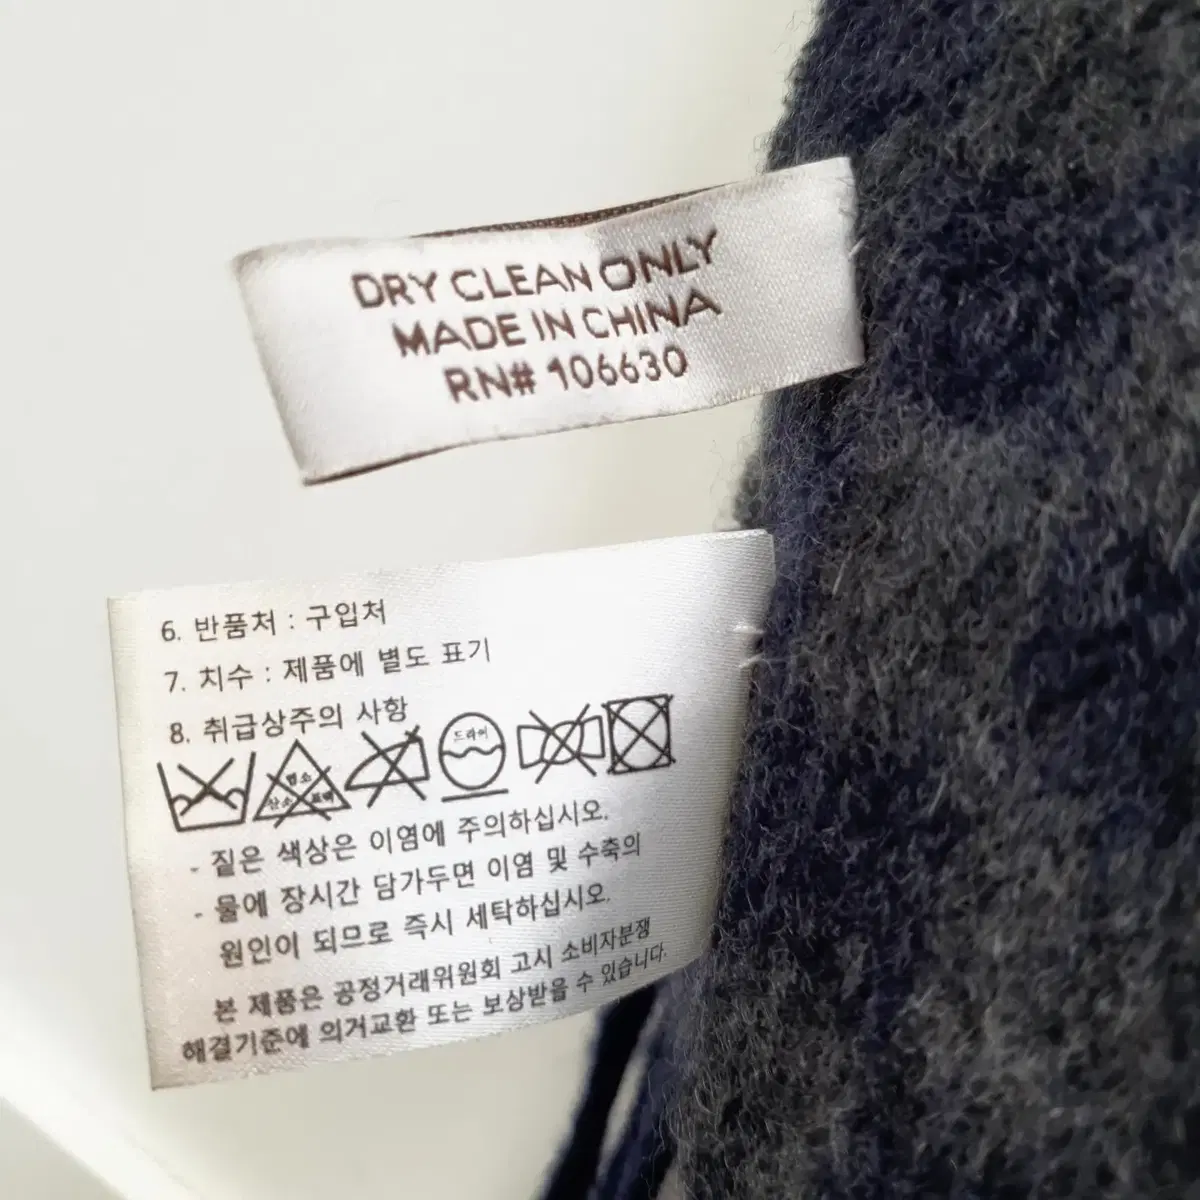 DRY CLEAN ONLY
MADE IN CHINA
RN# 106630
6. 반품처 : 구입처
7. 치수 : 제품에 별도 표기
8. 취급상주의 사항
염소
산소 표백
드라이
- 짙은 색상은 이염에 주의하십시오.
- 물에 장시간 담가두면 이염 및 수축의
원인이 되므로 즉시 세탁하십시오.
본 제품은 공정거래위원회 고시 소비자분쟁
해결기준에 의거교환 또는 보상받을 수 있습니다.